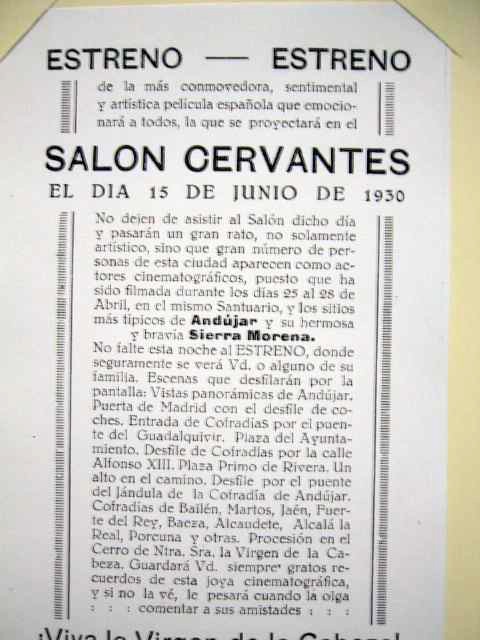 ESTRENO — ESTRENO
de la más conmovedora, sentimental
y artística película española que emocio-
nará a todos, la que se proyectará en el
SALON CERVANTES
EL DIA 15 DE JUNIO DE 1930
No dejen de asistir al Salón dicho día
y pasarán un gran rato, no solamente
artístico, sino que gran número de per-
sonas de esta ciudad aparecen como ac-
tores cinematográficos, puesto que ha
sido filmada durante los días 25 al 28 de
Abril, en el mismo Santuario, y los sitios
más típicos de Andújar y su hermosa
y bravía Sierra Morena.
No falte esta noche al ESTRENO, donde
seguramente se verá Vd. o alguno de su
familia. Escenas que desfilarán por la
pantalla: Vistas panorámicas de Andújar.
Puerta de Madrid con el desfile de co-
ches. Entrada de Cofradías por el puen-
te del Guadalquivir. Plaza del Ayunta-
miento. Desfile de Cofradías por la calle
Alfonso XIII. Plaza Primo de Rivera. Un
alto en el camino. Desfile por el puente
del Jándula de la Cofradía de Andújar.
Cofradías de Bailén, Martos, Jaén, Fuer-
te del Rey, Baeza, Alcaudete, Alcalá la
Real, Porcuna y otras. Procesión en el
Cerro de Ntra. Sra. la Virgen de la Ca-
beza. Guardará Vd. siempre gratos re-
cuerdos de esta joya cinematográfica,
y si no la vé, le pesará cuando la olga
: : : comentar a sus amistades : : :
¡Viva la Virgen de la Cabeza!